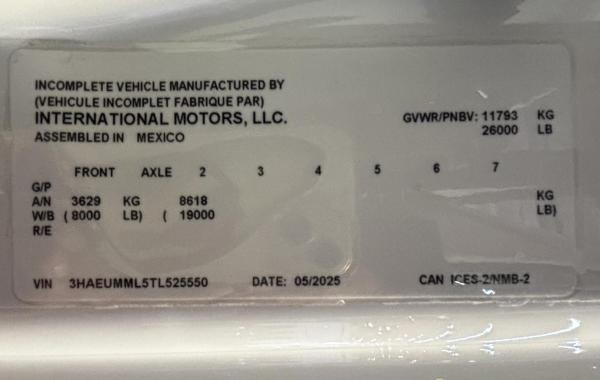 INCOMPLETE VEHICLE MANUFACTURED BY
(VEHICULE INCOMPLET FABRIQUE PAR)
INTERNATIONAL MOTORS, LLC.
ASSEMBLED IN MEXICO
GVWR/PNBV: 11793 KG
26000 LB
FRONT AXLE 2 3 4 5 6 7
G/P
A/N 3629 KG 8618 KG
W/B ( 8000 LB) ( 19000 LB)
R/E
VIN 3HAEUMML5TL525550 DATE: 05/2025 CAN ICES-2/NMB-2